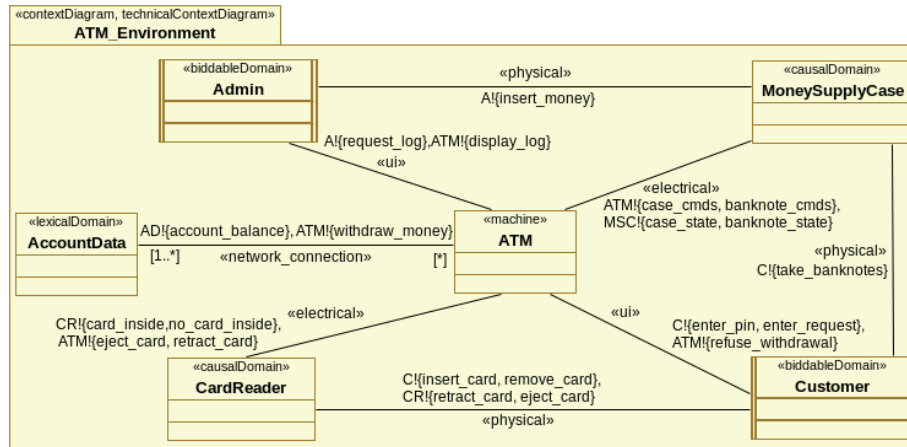 «contextDiagram, technicalContextDiagram»
ATM_Environment
«biddableDomain»
Admin
«physical»
A!{insert_money}
«causalDomain»
MoneySupplyCase
A!{request_log},ATM!{display_log}
«ui»
«electrical»
ATM!{case_cmds, banknote_cmds},
MSC!{case_state, banknote_state}
«lexicalDomain»
AccountData
AD!{account_balance}, ATM!{withdraw_money}
[1..*]
«network_connection»
[*]
«machine»
ATM
«physical»
C!{take_banknotes}
CR!{card_inside,no_card_inside},
ATM!{eject_card, retract_card}
«electrical»
«ui»
C!{enter_pin, enter_request},
ATM!{refuse_withdrawal}
«causalDomain»
CardReader
C!{insert_card, remove_card},
CR!{retract_card, eject_card}
«physical»
«biddableDomain»
Customer